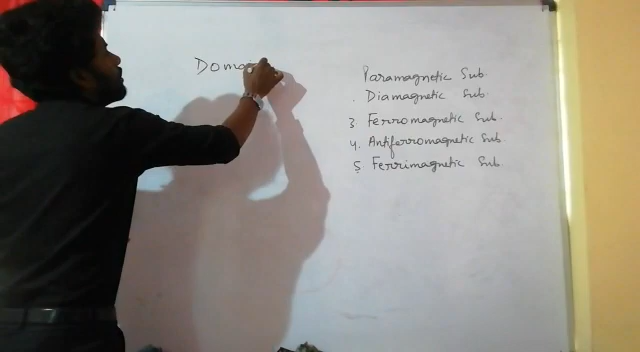 Doma
Paramagnetic Sub.
. Diamagnetic Sub
3. Ferromagnetic Sub.
4. Antiferromagnetic Sub.
5 Ferrimagnetic Sub